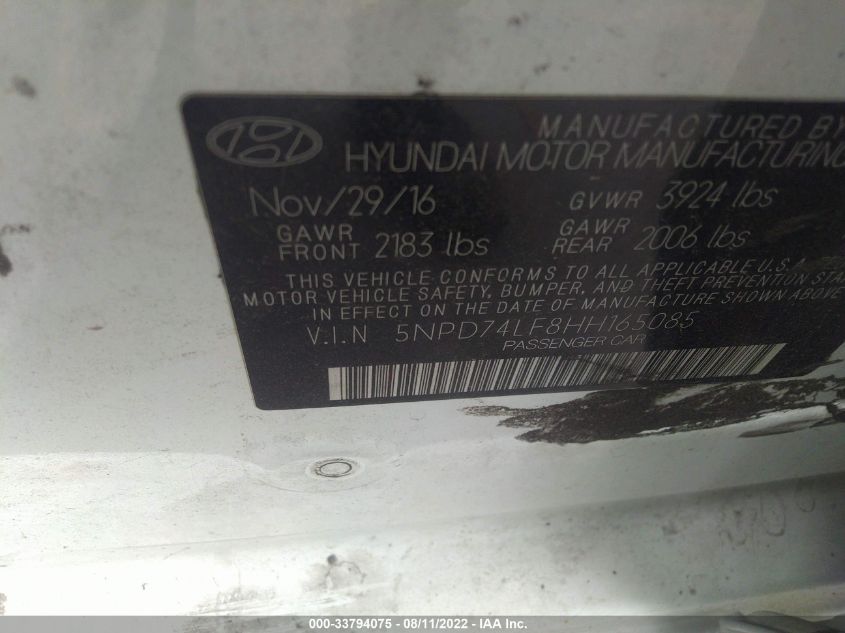 MANUFACTURED BY
HYUNDAI MOTOR MANUFACTURING
Nov/29/16 GVWR 3924 lbs
GAWR FRONT 2183 lbs GAWR REAR 2006 lbs
THIS VEHICLE CONFORMS TO ALL APPLICABLE U.S.A
MOTOR VEHICLE SAFETY, BUMPER, AND THEFT PREVENTION STA
IN EFFECT ON THE DATE OF MANUFACTURE SHOWN ABOVE
V.I.N 5NPD74LF8HH165085
PASSENGER CAR
000-33794075 - 08/11/2022 - IAA Inc.